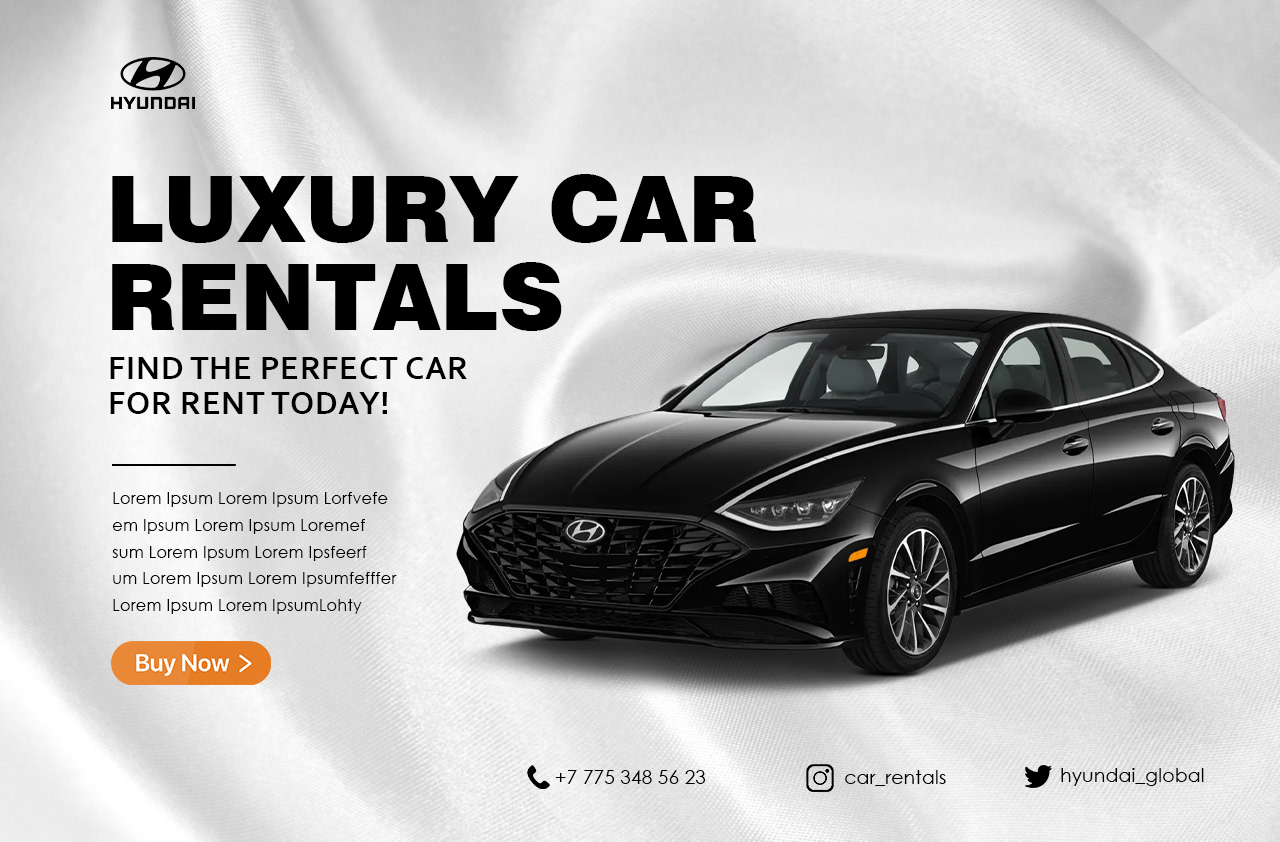 HYUNDAI
LUXURY CAR
RENTALS
FIND THE PERFECT CAR
FOR RENT TODAY!
Lorem Ipsum Lorem Ipsum Lorfvefe
em Ipsum Lorem Ipsum Loremef
sum Lorem Ipsum Lorem Ipsfeerf
um Lorem Ipsum Lorem Ipsumfefffer
Lorem Ipsum Lorem IpsumLohty
Buy Now >
+7 775 348 56 23
car_rentals
hyundai_global